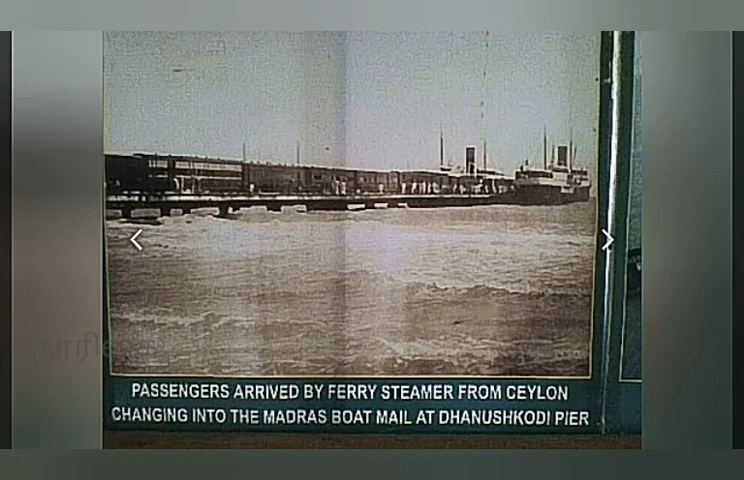 PASSENGERS ARRIVED BY FERRY STEAMER FROM CEYLON
CHANGING INTO THE MADRAS BOAT MAIL AT DHANUSHKODI PIER